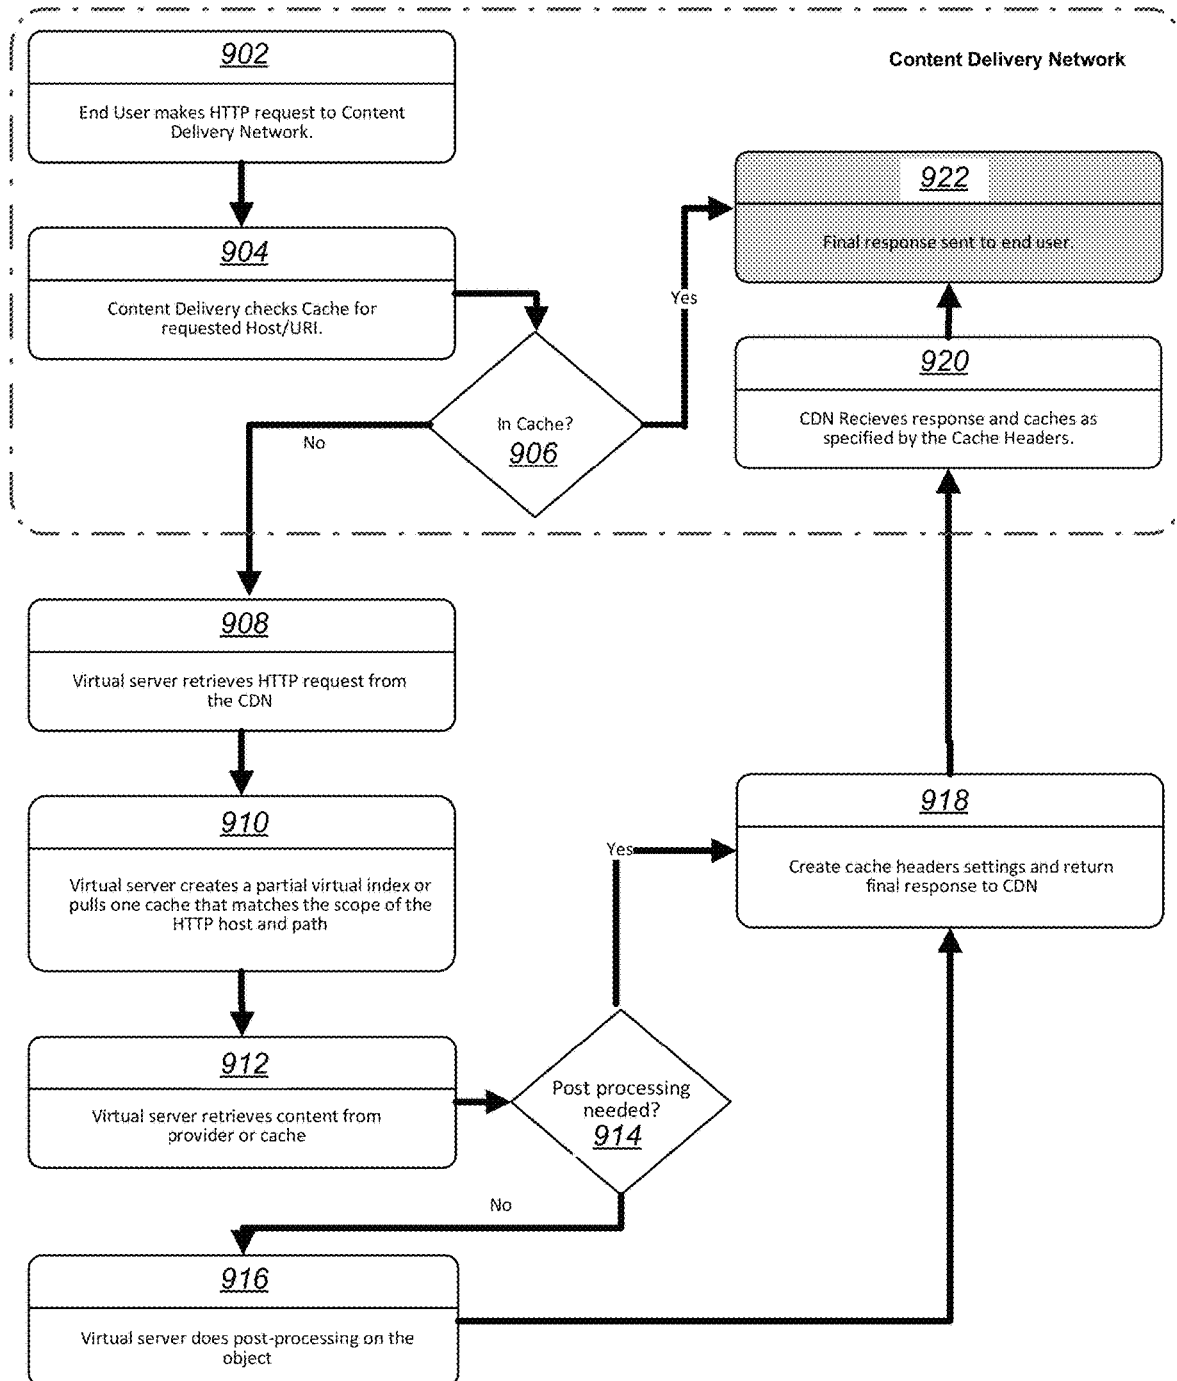 902
End User makes HTTP request to Content
Delivery Network.
Content Delivery Network
904
Content Delivery checks Cache for
requested Host/URI.
922
Final response sent to end user.
Yes
920
CDN Recieves response and caches as
specified by the Cache Headers.
In Cache?
906
No
908
Virtual server retrieves HTTP request from
the CDN
910
Virtual server creates a partial virtual index or
pulls one cache that matches the scope of the
HTTP host and path
912
Virtual server retrieves content from
provider or cache
Post processing
needed?
914
Yes
918
Create cache headers settings and return
final response to CDN
No
916
Virtual server does post-processing on the
object